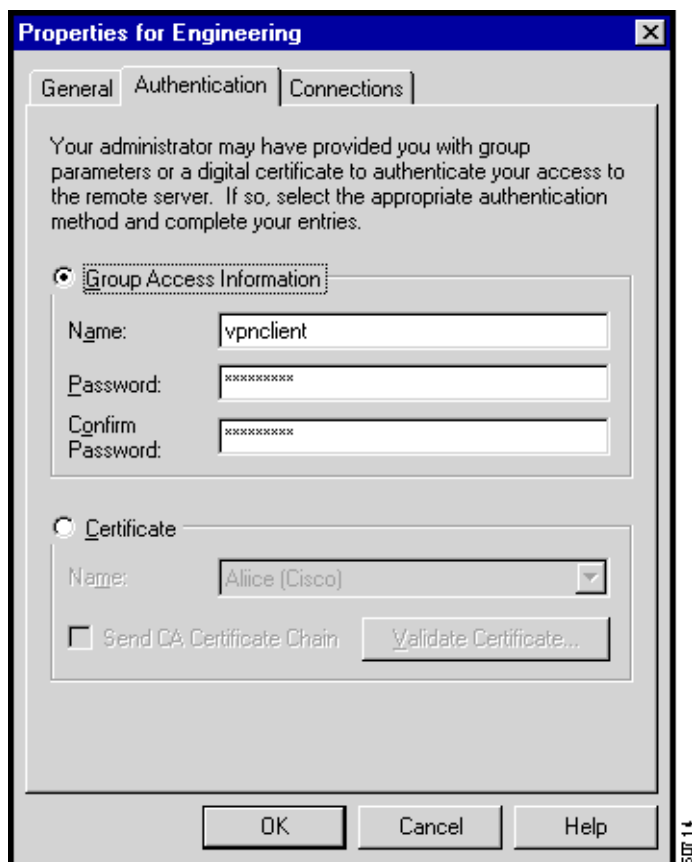 Properties for Engineering
General Authentication Connections
Your administrator may have provided you with group
parameters or a digital certificate to authenticate your access to
the remote server. If so, select the appropriate authentication
method and complete your entries.
Group Access Information
Name: vpnclient
Password: *********
Confirm
Password: *********
Certificate
Name: Aliice (Cisco)
Send CA Certificate Chain Validate Certificate...
OK Cancel Help